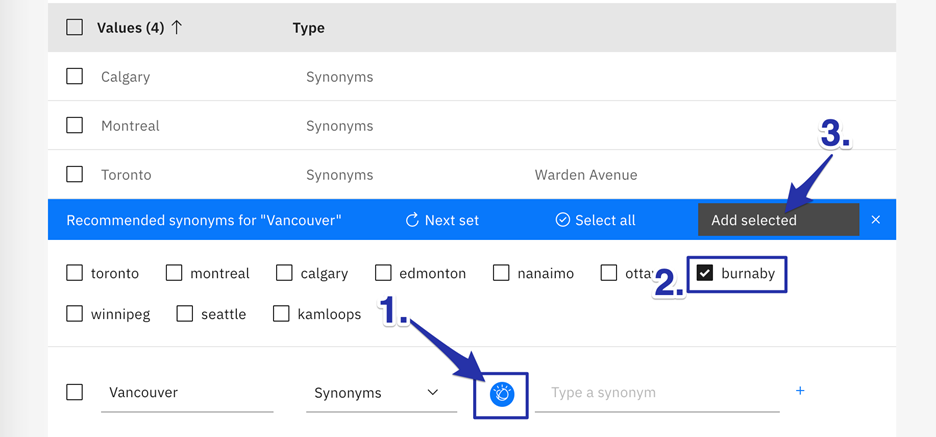 Values (4) ↑ Type
Calgary Synonyms
Montreal Synonyms
3.
Toronto Synonyms Warden Avenue
Recommended synonyms for "Vancouver" Next set Select all Add selected ×
toronto montreal calgary edmonton nanaimo otta 2. burnaby
winnipeg seattle kamloops 1.
Vancouver Synonyms Type a synonym +